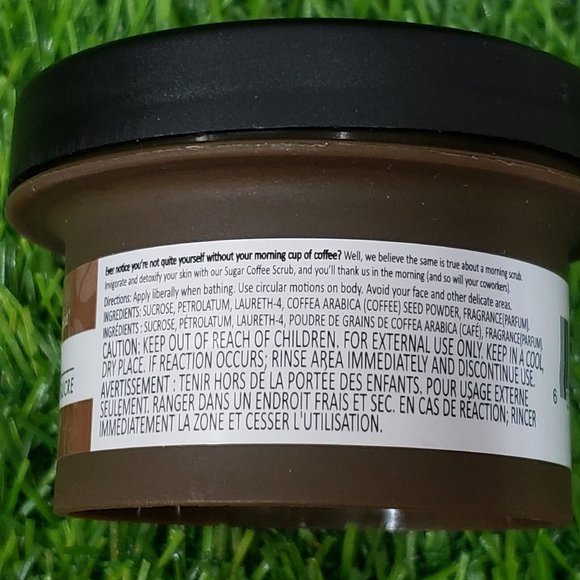 Ever notice you're not quite yourself without your morning cup of coffee? Well, we believe the same is true about a morning scrub.
Invigorate and detoxify your skin with our Sugar Coffee Scrub, and you'll thank us in the morning (and so will your coworkers).
Directions: Apply liberally when bathing. Use circular motions on body. Avoid your face and other delicate areas.
INGREDIENTS: SUCROSE, PETROLATUM, LAURETH-4, COFFEA ARABICA (COFFEE) SEED POWDER, FRAGRANCE(PARFUM).
INGRÉDIENTS : SUCROSE, PÉTROLATUM, LAURETH-4, POUDRE DE GRAINS DE COFFEA ARABICA (CAFÉ), FRAGRANCE(PARFUM).
CAUTION: KEEP OUT OF REACH OF CHILDREN. FOR EXTERNAL USE ONLY. KEEP IN A COOL,
DRY PLACE. IF REACTION OCCURS; RINSE AREA IMMEDIATELY AND DISCONTINUE USE.
AVERTISSEMENT : TENIR HORS DE LA PORTÉE DES ENFANTS. POUR USAGE EXTERNE
SEULEMENT. RANGER DANS UN ENDROIT FRAIS ET SEC. EN CAS DE RÉACTION; RINCER
IMMÉDIATEMENT LA ZONE ET CESSER L'UTILISATION.
6